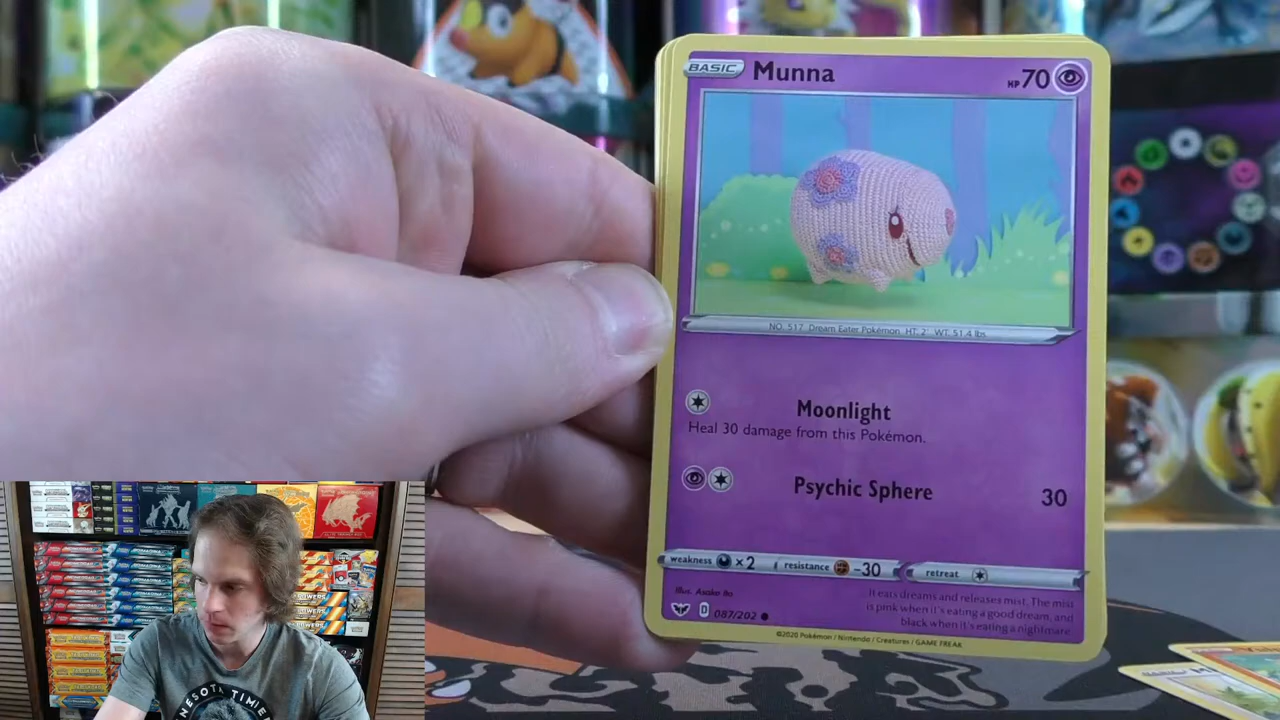 BASIC Munna HP 70
NO. 517 Dream Eater Pokémon HT: 2' WT: 51.4 lbs
Moonlight
Heal 30 damage from this Pokémon.
Psychic Sphere 30
weakness ×2 resistance -30 retreat
Illus. Asako Ito
D 087/202
It eats dreams and releases mist. The mist
is pink when it's eating a good dream, and
black when it's eating a nightmare.
©2020 Pokémon / Nintendo / Creatures / GAME FREAK